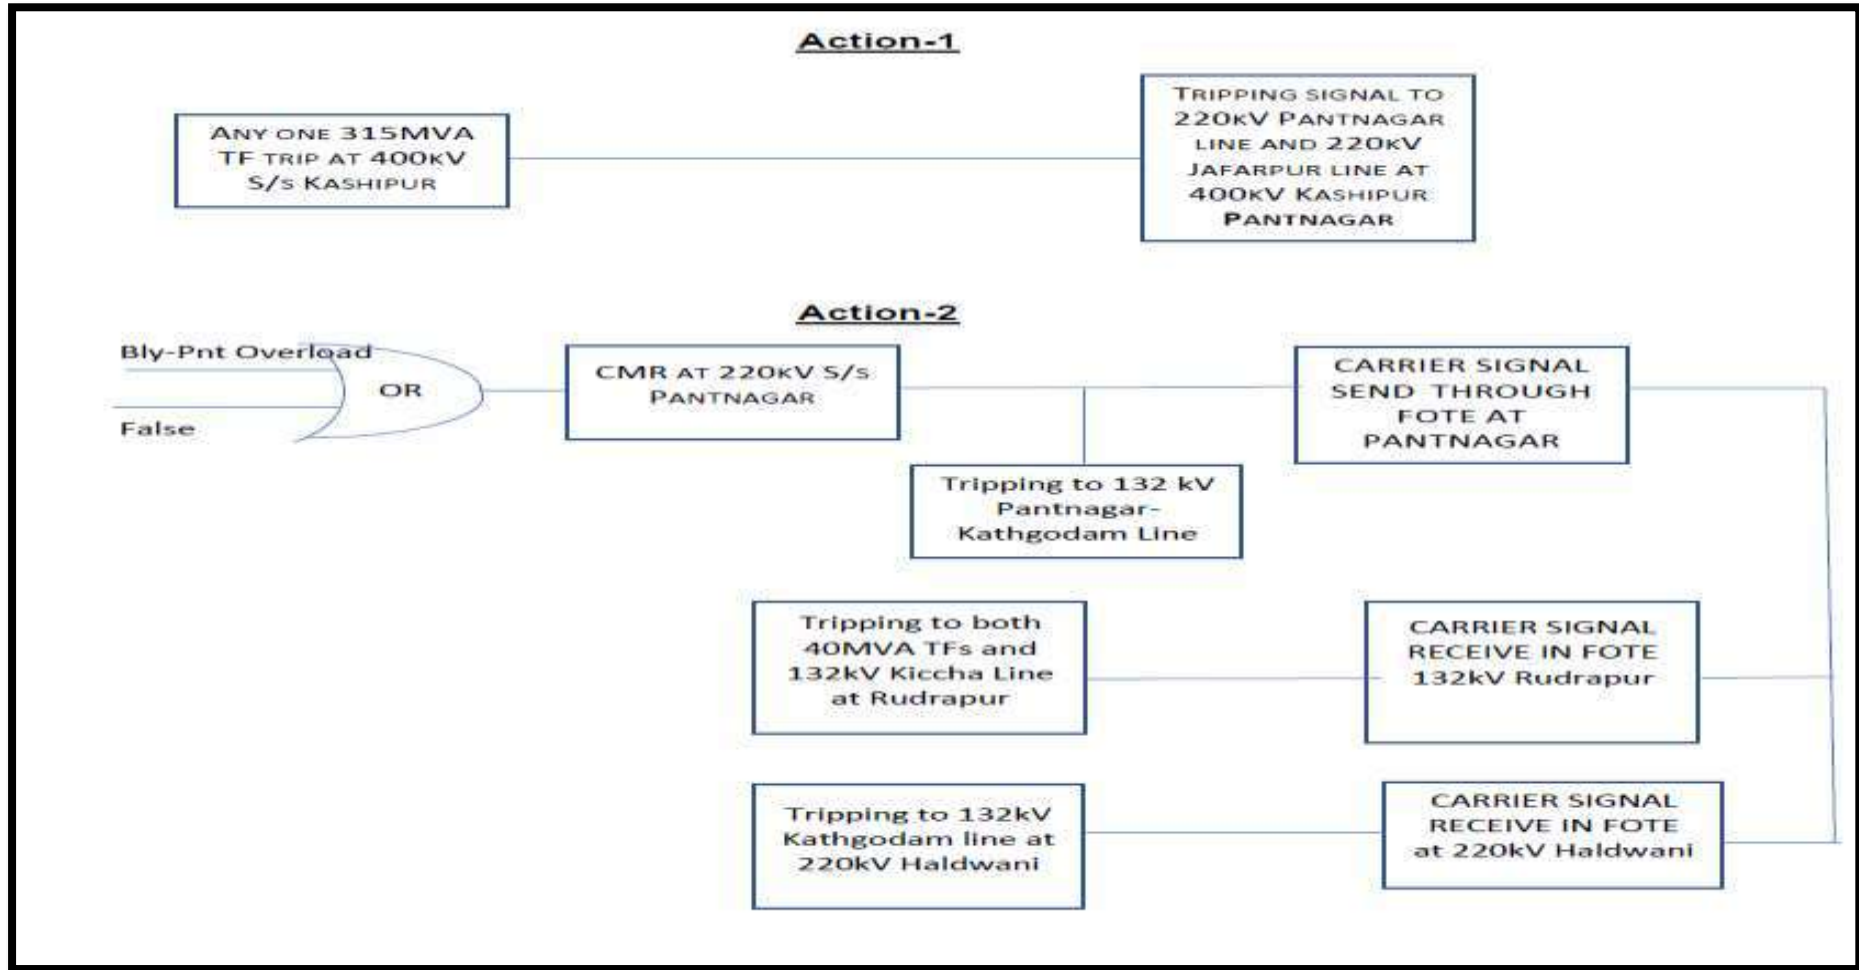 Action-1
ANY ONE 315MVA
TF TRIP AT 400KV
S/S KASHIPUR
TRIPPING SIGNAL TO
220KV PANTNAGAR
LINE AND 220KV
JAFARPUR LINE AT
400KV KASHIPUR
PANTNAGAR
Action-2
Bly-Pnt Overload
OR
False
CMR AT 220KV S/S
PANTNAGAR
CARRIER SIGNAL
SEND THROUGH
FOTE AT
PANTNAGAR
Tripping to 132 kV
Pantnagar-
Kathgodam Line
Tripping to both
40MVA TFs and
132kV Kiccha Line
at Rudrapur
CARRIER SIGNAL
RECEIVE IN FOTE
132kV Rudrapur
Tripping to 132kV
Kathgodam line at
220kV Haldwani
CARRIER SIGNAL
RECEIVE IN FOTE
at 220kV Haldwani